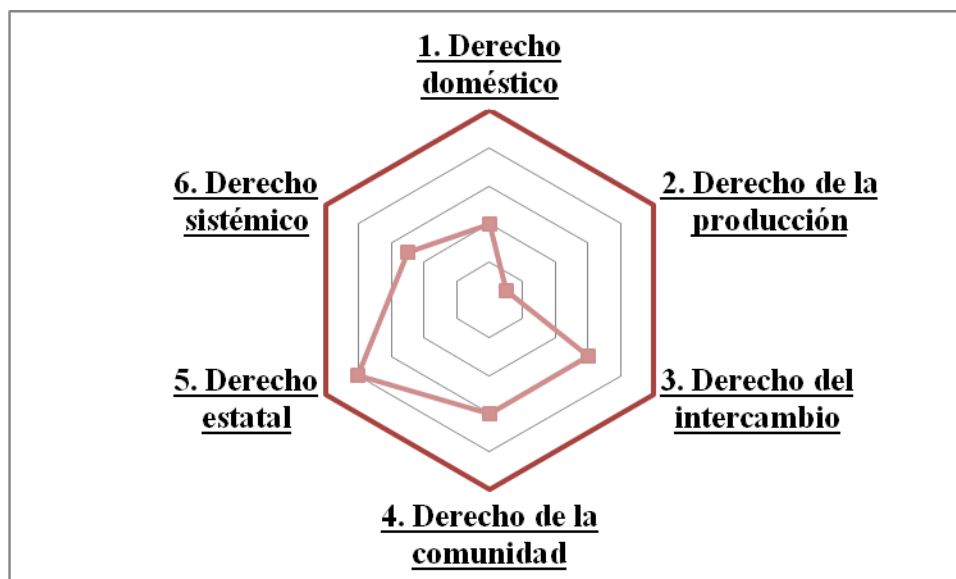 1. Derecho
doméstico
2. Derecho de la
producción
3. Derecho del
intercambio
4. Derecho de la
comunidad
5. Derecho
estatal
6. Derecho
sistémico